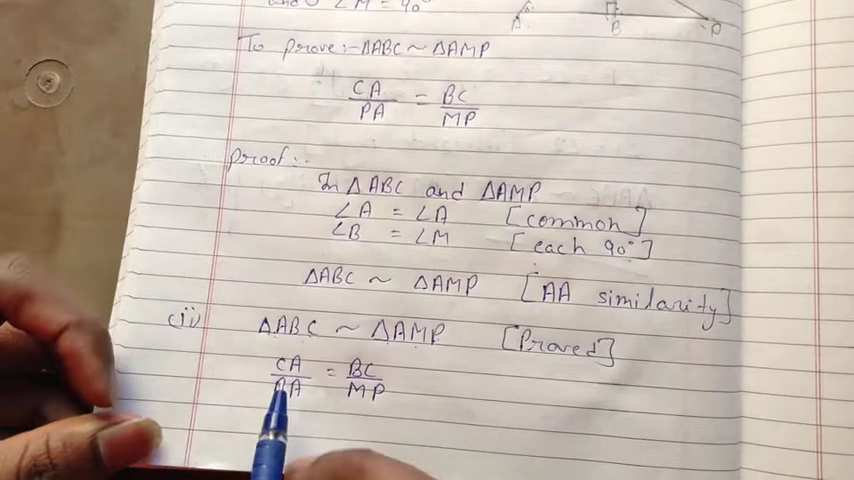 ∠M = 90°
A B P
To prove:- ΔABC ~ ΔAMP
CA/PA = BC/MP
Proof:-
In ΔABC and ΔAMP
∠A = ∠A [common]
∠B = ∠M [each 90°]
ΔABC ~ ΔAMP [AA similarity]
(ii) ΔABC ~ ΔAMP [Proved]
CA/PA = BC/MP